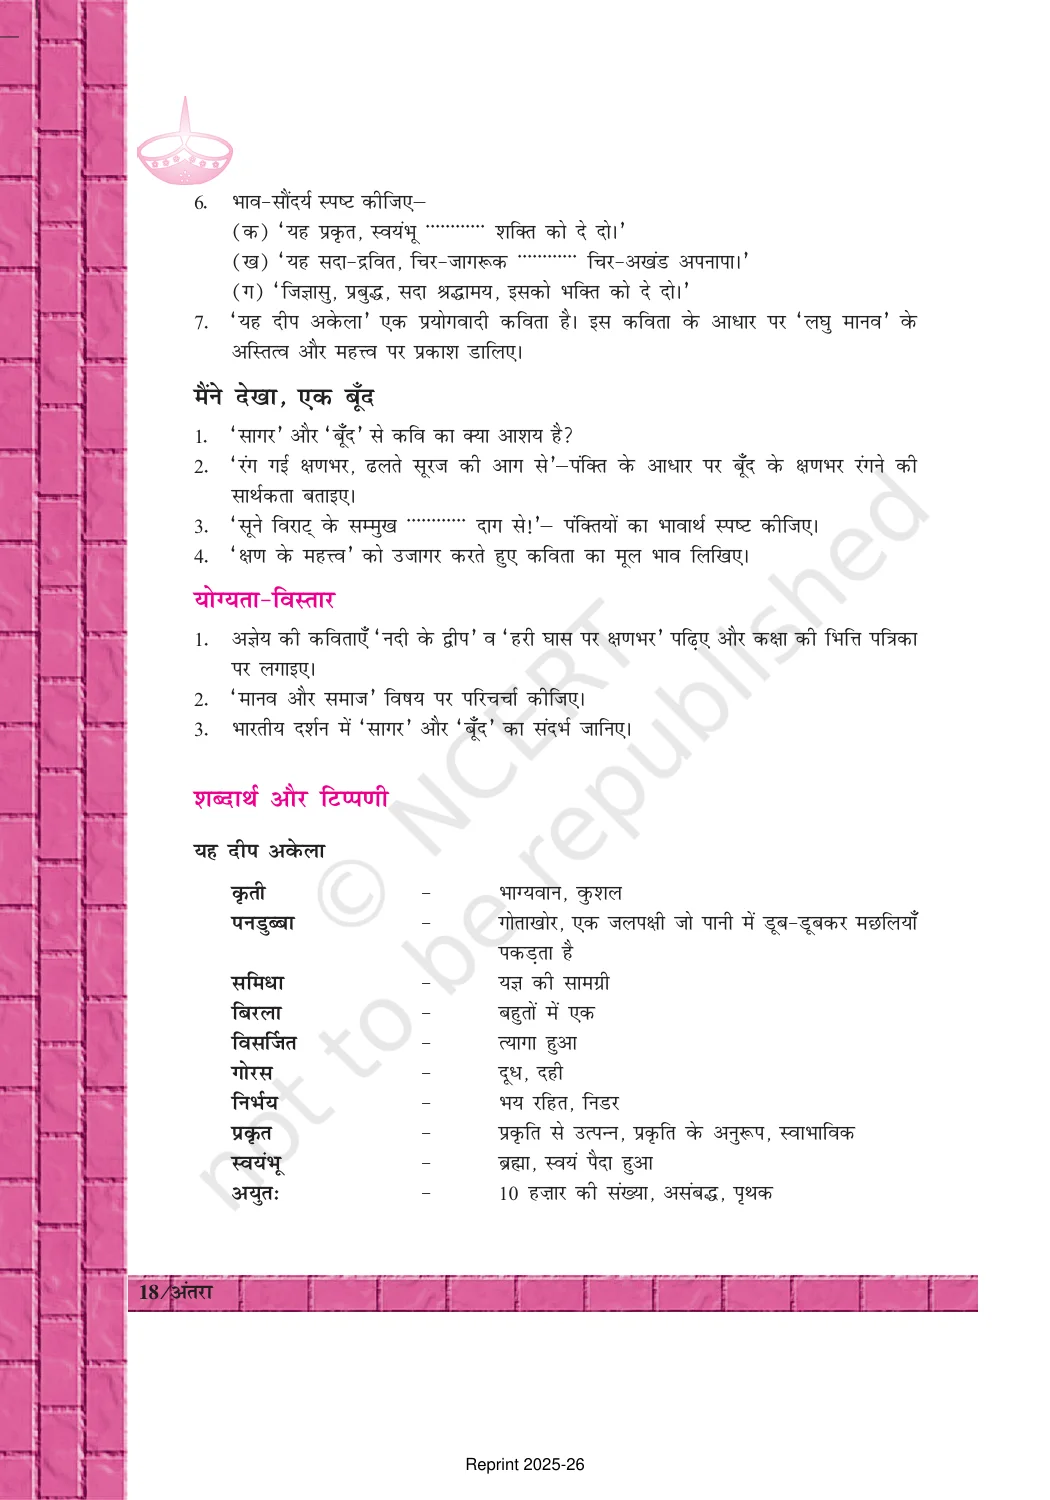 6. भाव-सौंदर्य स्पष्ट कीजिए–
(क) ‘यह प्रकृत, स्वयंभू ............ शक्ति को दे दो।’
(ख) ‘यह सदा-द्रवित, चिर-जागरूक ............ चिर-अखंड अपनापा।’
(ग) ‘जिज्ञासु, प्रबुद्ध, सदा श्रद्धामय, इसको भक्ति को दे दो।’
7. ‘यह दीप अकेला’ एक प्रयोगवादी कविता है। इस कविता के आधार पर ‘लघु मानव’ के
अस्तित्व और महत्त्व पर प्रकाश डालिए।
मैंने देखा, एक बूँद
1. ‘सागर’ और ‘बूँद’ से कवि का क्या आशय है?
2. ‘रंग गई क्षणभर, ढलते सूरज की आग से’–पंक्ति के आधार पर बूँद के क्षणभर रंगने की
सार्थकता बताइए।
3. ‘सूने विराट् के सम्मुख ............ दाग से!’– पंक्तियों का भावार्थ स्पष्ट कीजिए।
4. ‘क्षण के महत्त्व’ को उजागर करते हुए कविता का मूल भाव लिखिए।
योग्यता-विस्तार
1. अज्ञेय की कविताएँ ‘नदी के द्वीप’ व ‘हरी घास पर क्षणभर’ पढ़िए और कक्षा की भित्ति पत्रिका
पर लगाइए।
2. ‘मानव और समाज’ विषय पर परिचर्चा कीजिए।
3. भारतीय दर्शन में ‘सागर’ और ‘बूँद’ का संदर्भ जानिए।
शब्दार्थ और टिप्पणी
यह दीप अकेला
कृती - भाग्यवान, कुशल
पनडुब्बा - गोताखोर, एक जलपक्षी जो पानी में डूब-डूबकर मछलियाँ
पकड़ता है
समिधा - यज्ञ की सामग्री
बिरला - बहुतों में एक
विसर्जित - त्यागा हुआ
गोरस - दूध, दही
निर्भय - भय रहित, निडर
प्रकृत - प्रकृति से उत्पन्न, प्रकृति के अनुरूप, स्वाभाविक
स्वयंभू - ब्रह्मा, स्वयं पैदा हुआ
अयुतः - 10 हज़ार की संख्या, असंबद्ध, पृथक
© NCERT
not to be republished
18/अंतरा
Reprint 2025-26